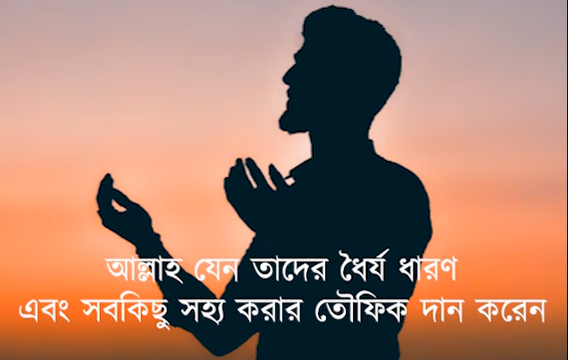 আল্লাহ যেন তাদের ধৈর্য ধারণ
এবং সবকিছু সহ্য করার তৌফিক দান করেন